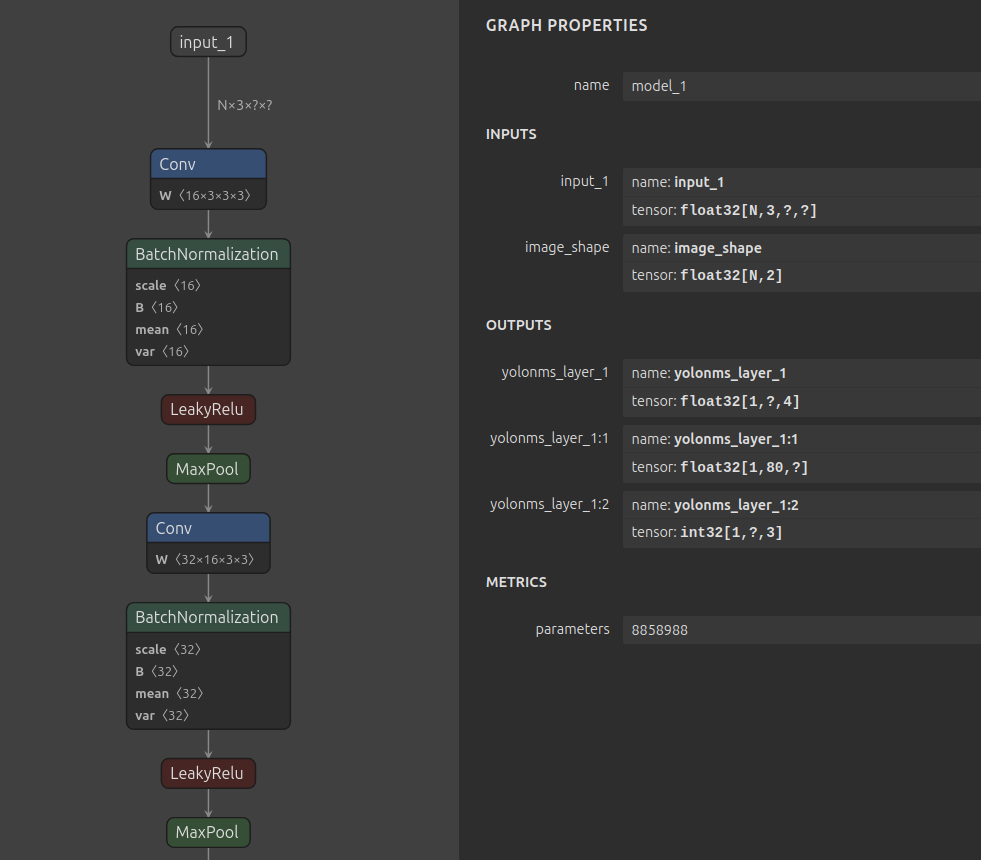 input_1
N×3×?×?
Conv
W 〈16×3×3×3〉
BatchNormalization
scale 〈16〉
B 〈16〉
mean 〈16〉
var 〈16〉
LeakyRelu
MaxPool
Conv
W 〈32×16×3×3〉
BatchNormalization
scale 〈32〉
B 〈32〉
mean 〈32〉
var 〈32〉
LeakyRelu
MaxPool
GRAPH PROPERTIES
name model_1
INPUTS
input_1 name: input_1
tensor: float32[N,3,?,?]
image_shape name: image_shape
tensor: float32[N,2]
OUTPUTS
yolonms_layer_1 name: yolonms_layer_1
tensor: float32[1,?,4]
yolonms_layer_1:1 name: yolonms_layer_1:1
tensor: float32[1,80,?]
yolonms_layer_1:2 name: yolonms_layer_1:2
tensor: int32[1,?,3]
METRICS
parameters 8858988